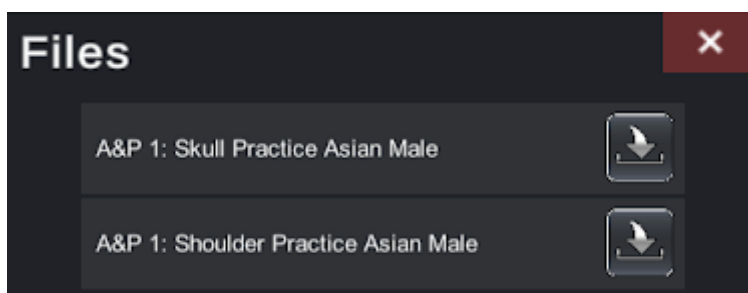 Files
A&P 1: Skull Practice Asian Male
A&P 1: Shoulder Practice Asian Male